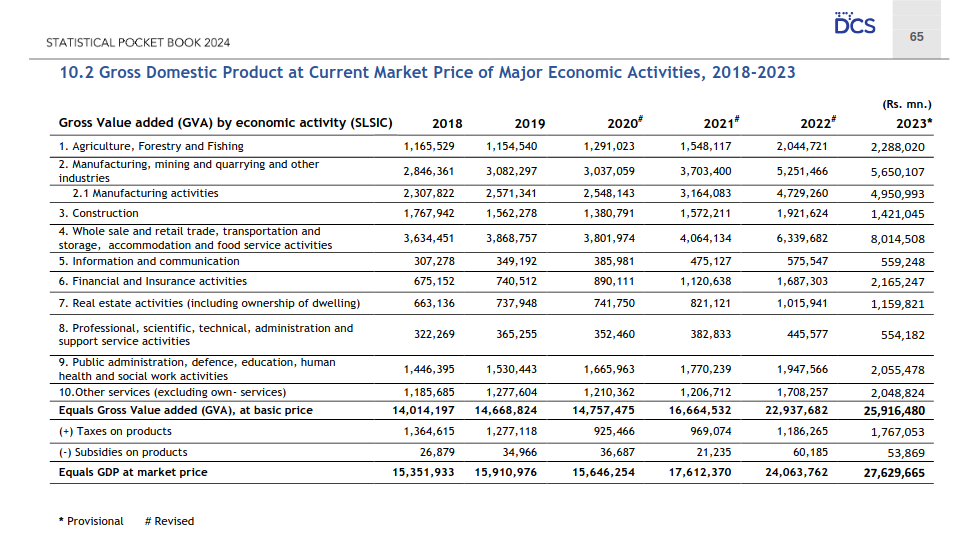 DCS
65
STATISTICAL POCKET BOOK 2024
10.2 Gross Domestic Product at Current Market Price of Major Economic Activities, 2018-2023
(Rs. mn.)
Gross Value added (GVA) by economic activity (SLSIC) 2018 2019 2020# 2021# 2022# 2023*
1. Agriculture, Forestry and Fishing 1,165,529 1,154,540 1,291,023 1,548,117 2,044,721 2,288,020
2. Manufacturing, mining and quarrying and other
industries 2,846,361 3,082,297 3,037,059 3,703,400 5,251,466 5,650,107
2.1 Manufacturing activities 2,307,822 2,571,341 2,548,143 3,164,083 4,729,260 4,950,993
3. Construction 1,767,942 1,562,278 1,380,791 1,572,211 1,921,624 1,421,045
4. Whole sale and retail trade, transportation and
storage, accommodation and food service activities 3,634,451 3,868,757 3,801,974 4,064,134 6,339,682 8,014,508
5. Information and communication 307,278 349,192 385,981 475,127 575,547 559,248
6. Financial and Insurance activities 675,152 740,512 890,111 1,120,638 1,687,303 2,165,247
7. Real estate activities (including ownership of dwelling) 663,136 737,948 741,750 821,121 1,015,941 1,159,821
8. Professional, scientific, technical, administration and
support service activities 322,269 365,255 352,460 382,833 445,577 554,182
9. Public administration, defence, education, human
health and social work activities 1,446,395 1,530,443 1,665,963 1,770,239 1,947,566 2,055,478
10.Other services (excluding own- services) 1,185,685 1,277,604 1,210,362 1,206,712 1,708,257 2,048,824
Equals Gross Value added (GVA), at basic price 14,014,197 14,668,824 14,757,475 16,664,532 22,937,682 25,916,480
(+) Taxes on products 1,364,615 1,277,118 925,466 969,074 1,186,265 1,767,053
(-) Subsidies on products 26,879 34,966 36,687 21,235 60,185 53,869
Equals GDP at market price 15,351,933 15,910,976 15,646,254 17,612,370 24,063,762 27,629,665
* Provisional # Revised